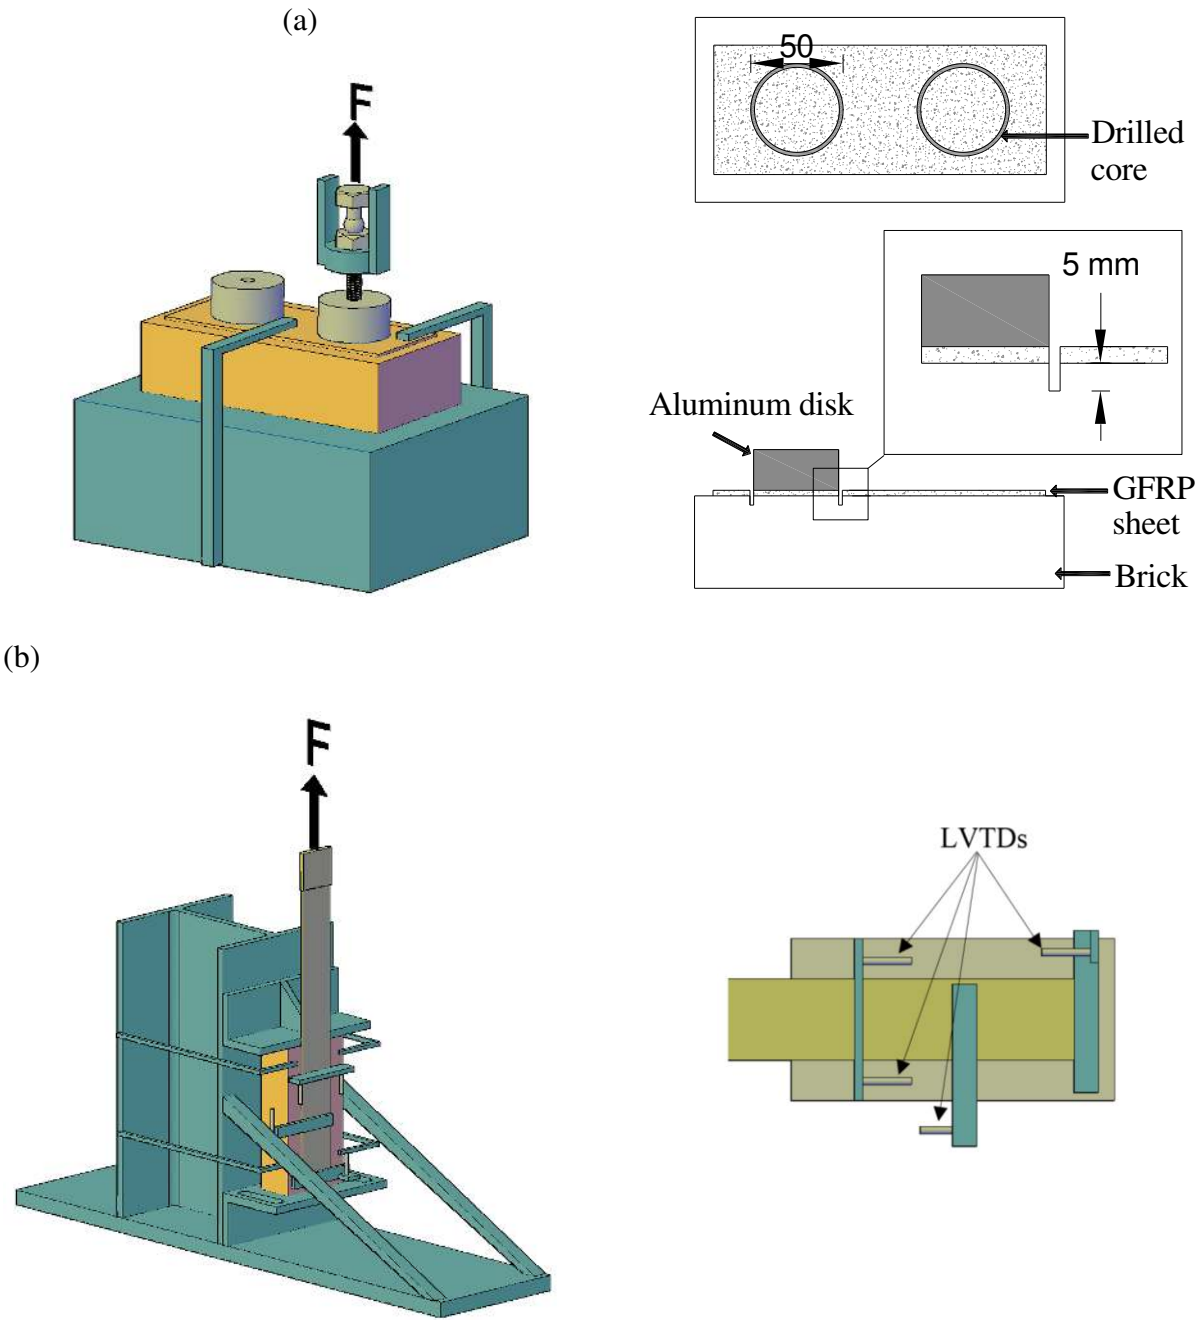 (a)
F
50
Drilled
core
5 mm
Aluminum disk
GFRP
sheet
Brick
(b)
F
LVTDs